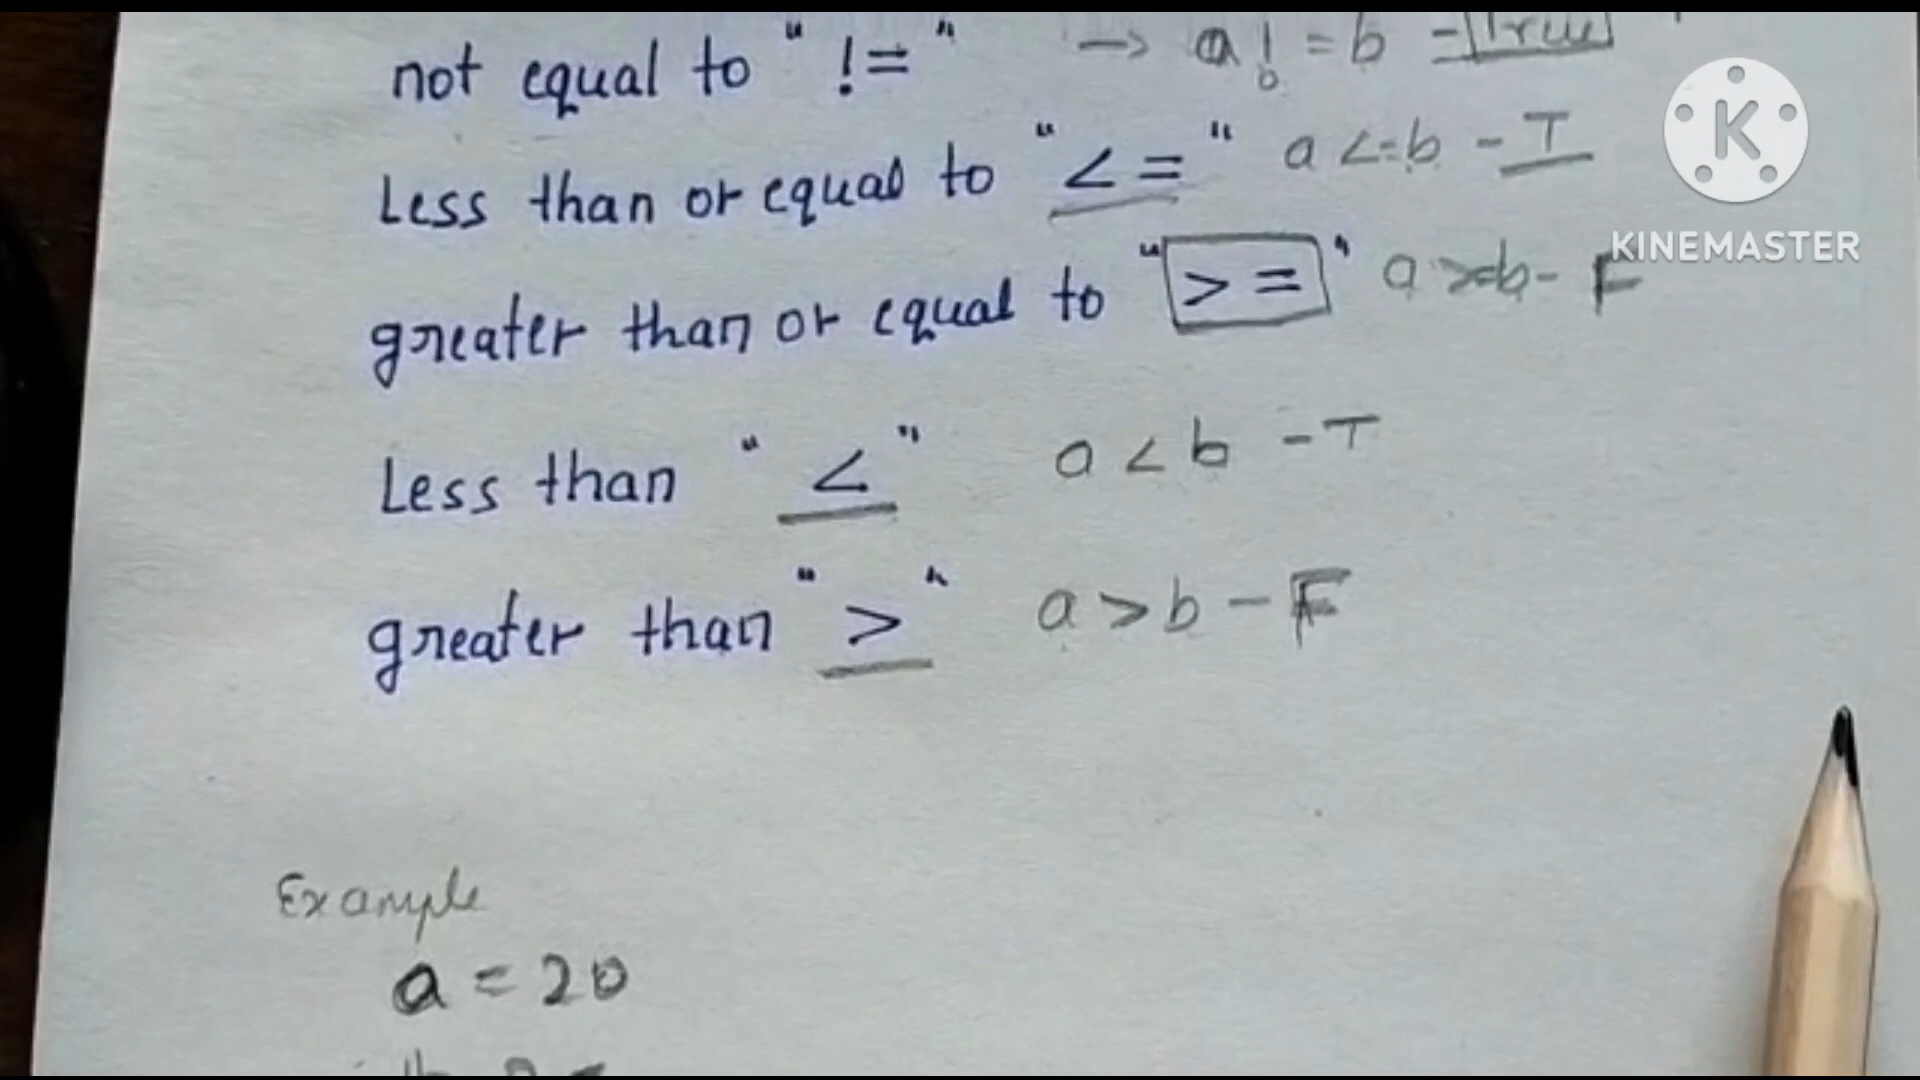 not equal to "!=" → a != b - True
Less than or equal to "<=" a <= b - T
greater than or equal to ">=" a >= b - F
Less than "<" a < b - T
greater than ">" a > b - F
Example
a = 20
K
KINEMASTER